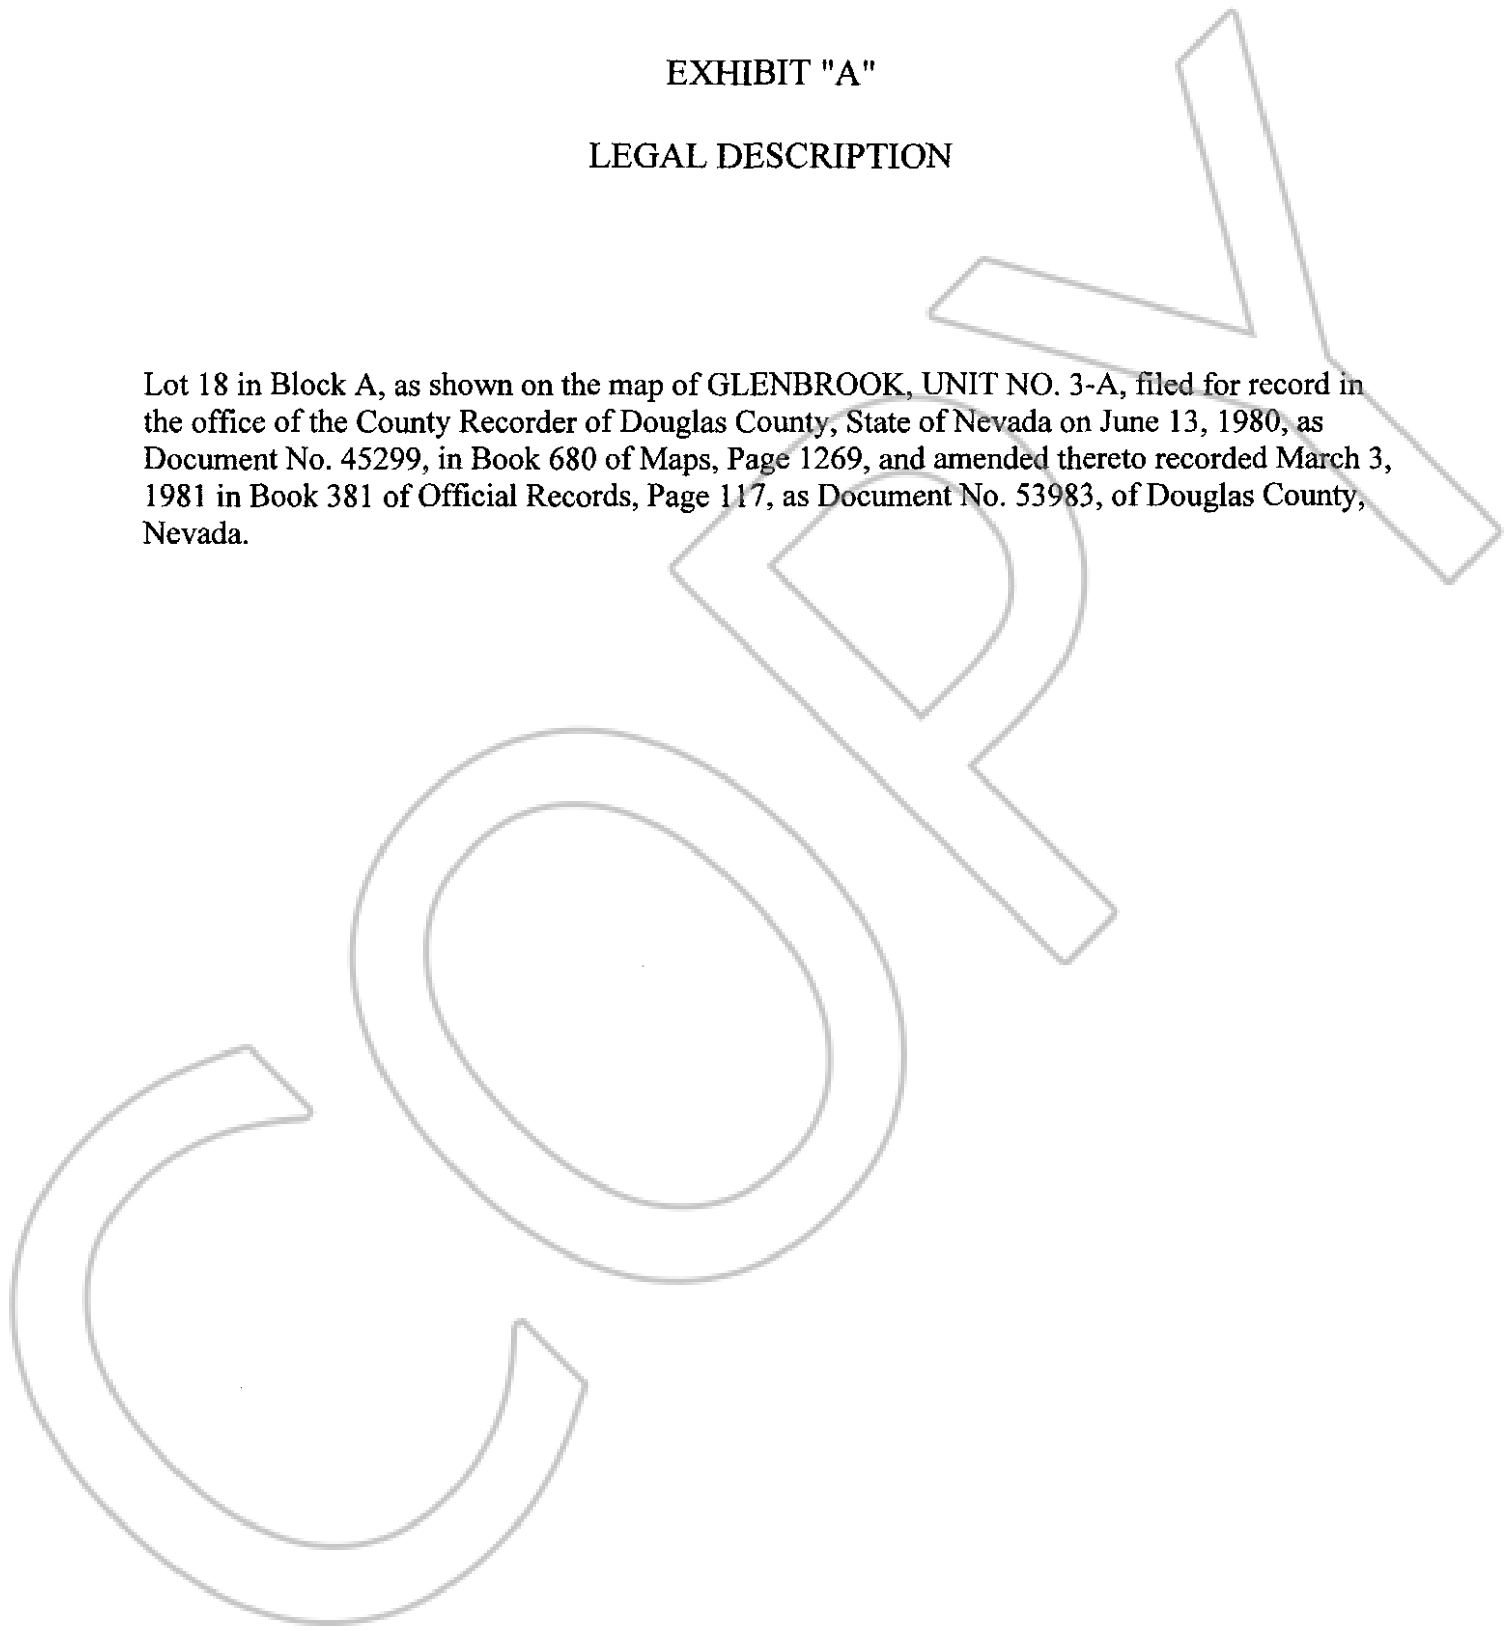 EXHIBIT "A"
LEGAL DESCRIPTION
Lot 18 in Block A, as shown on the map of GLENBROOK, UNIT NO. 3-A, filed for record in
the office of the County Recorder of Douglas County, State of Nevada on June 13, 1980, as
Document No. 45299, in Book 680 of Maps, Page 1269, and amended thereto recorded March 3,
1981 in Book 381 of Official Records, Page 117, as Document No. 53983, of Douglas County,
Nevada.
COPY